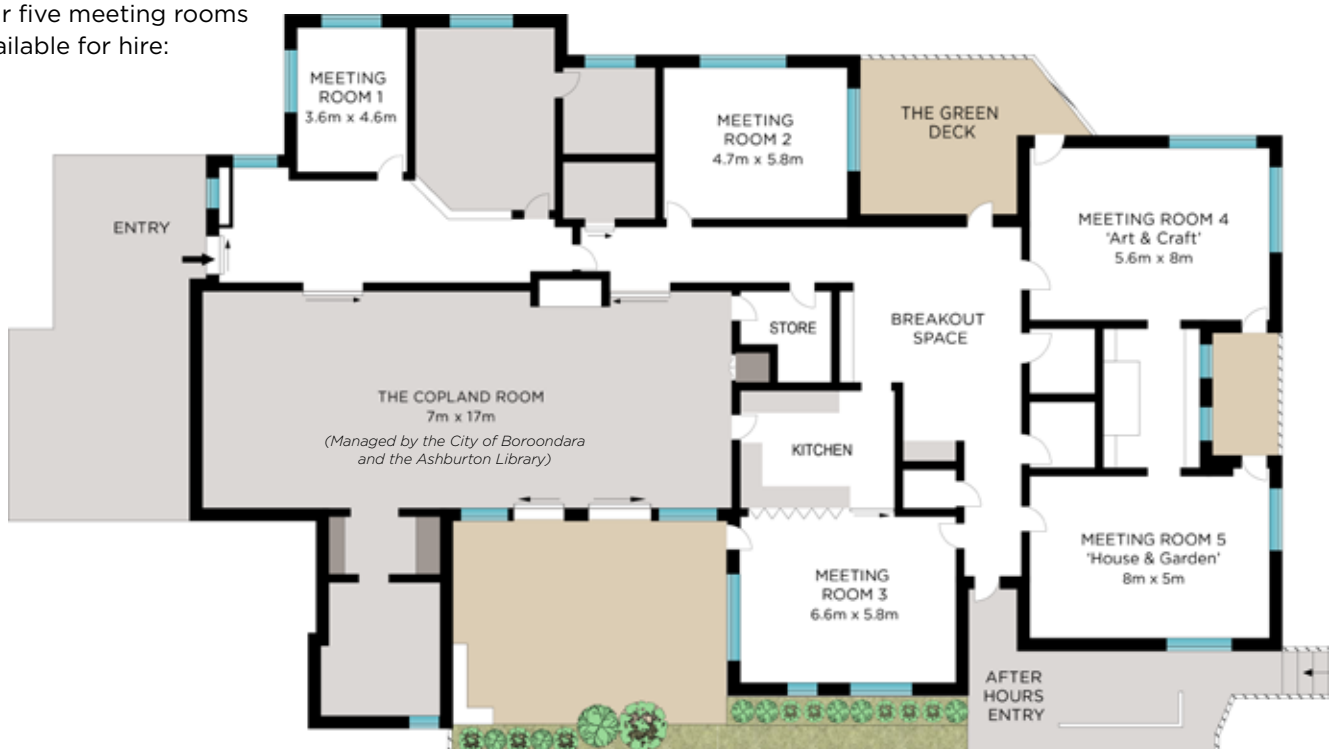 r five meeting rooms
ailable for hire:
MEETING
ROOM 1
3.6m x 4.6m
MEETING
ROOM 2
4.7m x 5.8m
THE GREEN
DECK
ENTRY
MEETING ROOM 4
'Art & Craft'
5.6m x 8m
STORE
BREAKOUT
SPACE
THE COPLAND ROOM
7m x 17m
(Managed by the City of Boroondara
and the Ashburton Library)
KITCHEN
MEETING ROOM 5
'House & Garden'
8m x 5m
MEETING
ROOM 3
6.6m x 5.8m
AFTER
HOURS
ENTRY